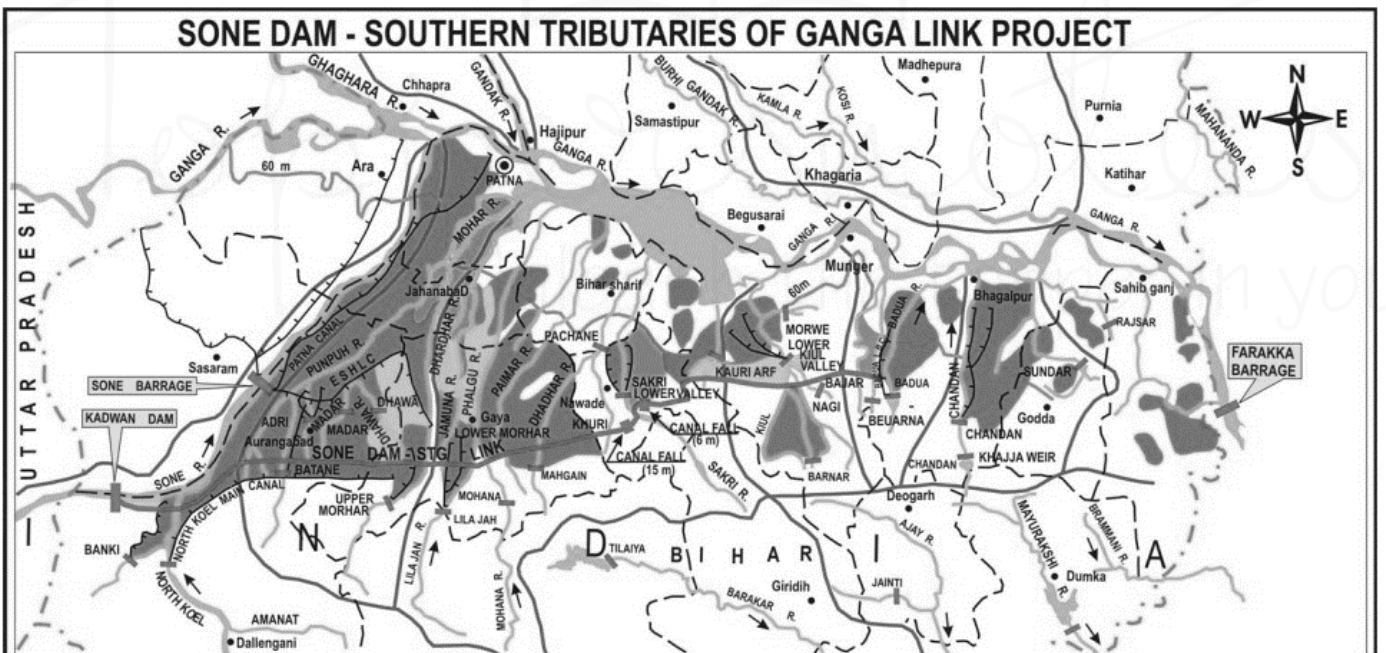 SONE DAM - SOUTHERN TRIBUTARIES OF GANGA LINK PROJECT
GHAGHARA R.
Chhapra
GANDAK R.
BURHI GANDAK R.
Samastipur
KAMLA R.
KOSI R.
Madhepura
Purnia
MAHANANDA R.
N
W
E
S
GANGA R.
60 m
Ara
PATNA
Hajipur
GANGA R.
Khagaria
Katihar
Begusarai
GANGA R.
GANGA R.
UTTAR PRADESH
MOHAR R.
Munger
60m
Sahib ganj
JahanabaD
Bihar sharif
Bhagalpur
RAJSAR
PATNA CANAL
PUNPUH R.
DHARDHAR R.
PACHANE
MORWE
LOWER
KIUL
VALLEY
BADUA R.
FARAKKA
BARRAGE
Sasaram
SONE BARRAGE
E S H L C
PHALGU R.
PAIMAR R.
DHADHAR R.
KAURI ARF
SUNDAR
KADWAN DAM
ADRI
MADAR
MADAR
DHAWA
DHAWA R.
JAMUNA R.
Nawade
SAKRI
LOWERVALLEY
BAJAR
BADUA
CHANDAN
Aurangabad
Gaya
LOWER MORHAR
KHURI
NAGI
BEUARNA
Godda
KIUL
CANAL FALL
(6 m)
CHANDAN
SONE DAM - STG LINK
CANAL FALL
(15 m)
KHAJJA WEIR
SONE R.
BATANE
MAHGAIN
SAKRI R.
BARNAR
CHANDAN
NORTH KOEL MAIN CANAL
UPPER
MORHAR
MOHANA
LILA JAH
Deogarh
I
N
D
I
A
BANKI
LILA JAN R.
TILAIYA
BIHAR
AJAY R.
MAYURAKSHI R.
BRAMMANI R.
NORTH KOEL
MOHANA R.
Giridih
JAINTI
Dumka
AMANAT
BARAKAR R.
Dallengani